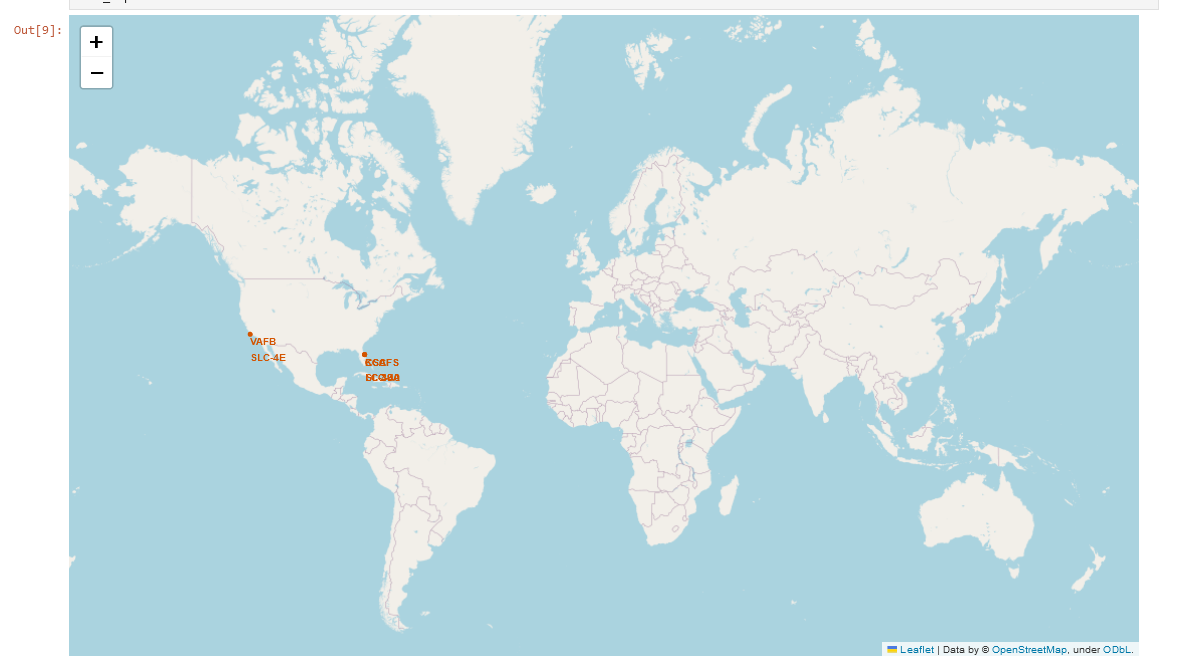 Out[9]:
+
−
VAFB
SLC-4E
Leaflet | Data by © OpenStreetMap, under ODbL.